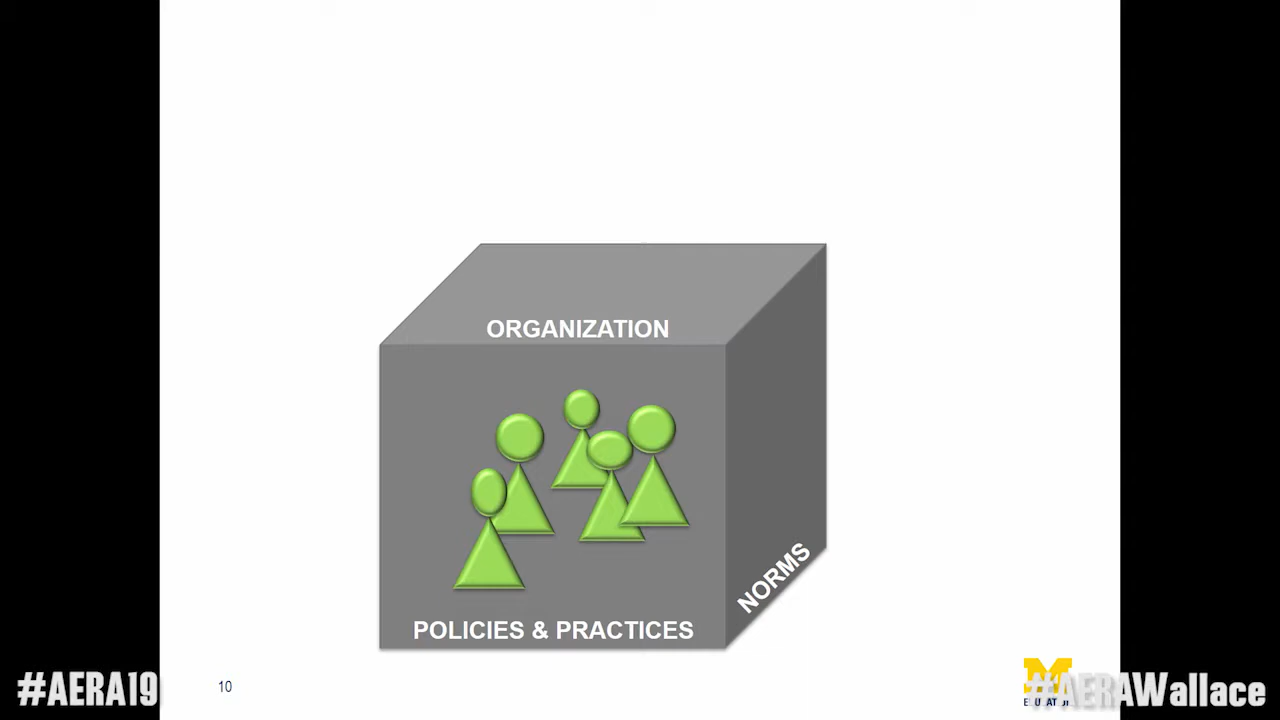 ORGANIZATION
NORMS
POLICIES & PRACTICES
#AERA19
10
#AERAWallace